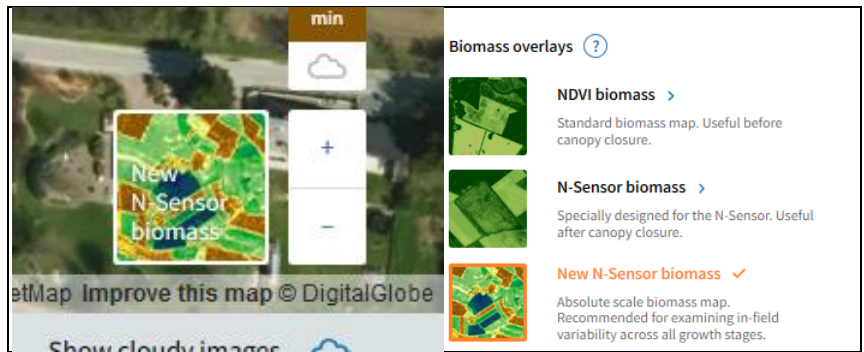 min
New
N-Sensor
biomass
+
−
etMap Improve this map © DigitalGlobe
Show cloudy images
Biomass overlays ?
NDVI biomass >
Standard biomass map. Useful before
canopy closure.
N-Sensor biomass >
Specially designed for the N-Sensor. Useful
after canopy closure.
New N-Sensor biomass ✓
Absolute scale biomass map.
Recommended for examining in-field
variability across all growth stages.